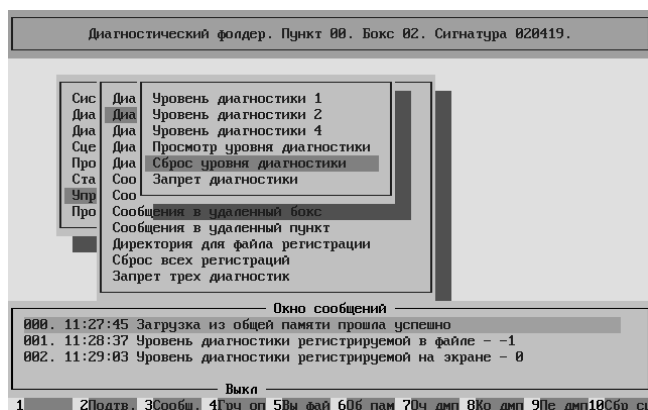 Диагностический фолдер. Пункт 00. Бокс 02. Сигнатура 020419.
Сис Диа Уровень диагностики 1
Диа Диа Уровень диагностики 2
Диа Диа Уровень диагностики 4
Сце Диа Просмотр уровня диагностики
Про Диа Сброс уровня диагностики
Ста Соо Запрет диагностики
Упр Соо
Про Сообщения в удаленный бокс
Сообщения в удаленный пункт
Директория для файла регистрации
Сброс всех регистраций
Запрет трех диагностик
Окно сообщений
000. 11:27:45 Загрузка из общей памяти прошла успешно
001. 11:28:37 Уровень диагностики регистрируемой в файле - -1
002. 11:29:03 Уровень диагностики регистрируемой на экране - 0
Выкл
1 2Подтв. 3Сообщ. 4Гру оп 5Вы фай 6Об пам 7Оч дмп 8Ко дмп 9Пе дмп 10Сбр си